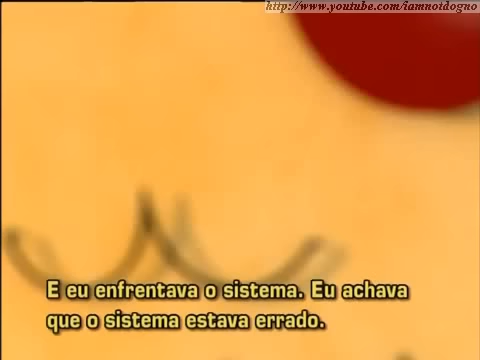 http://www.youtube.com/iamnotdogno
E eu enfrentava o sistema. Eu achava
que o sistema estava errado.